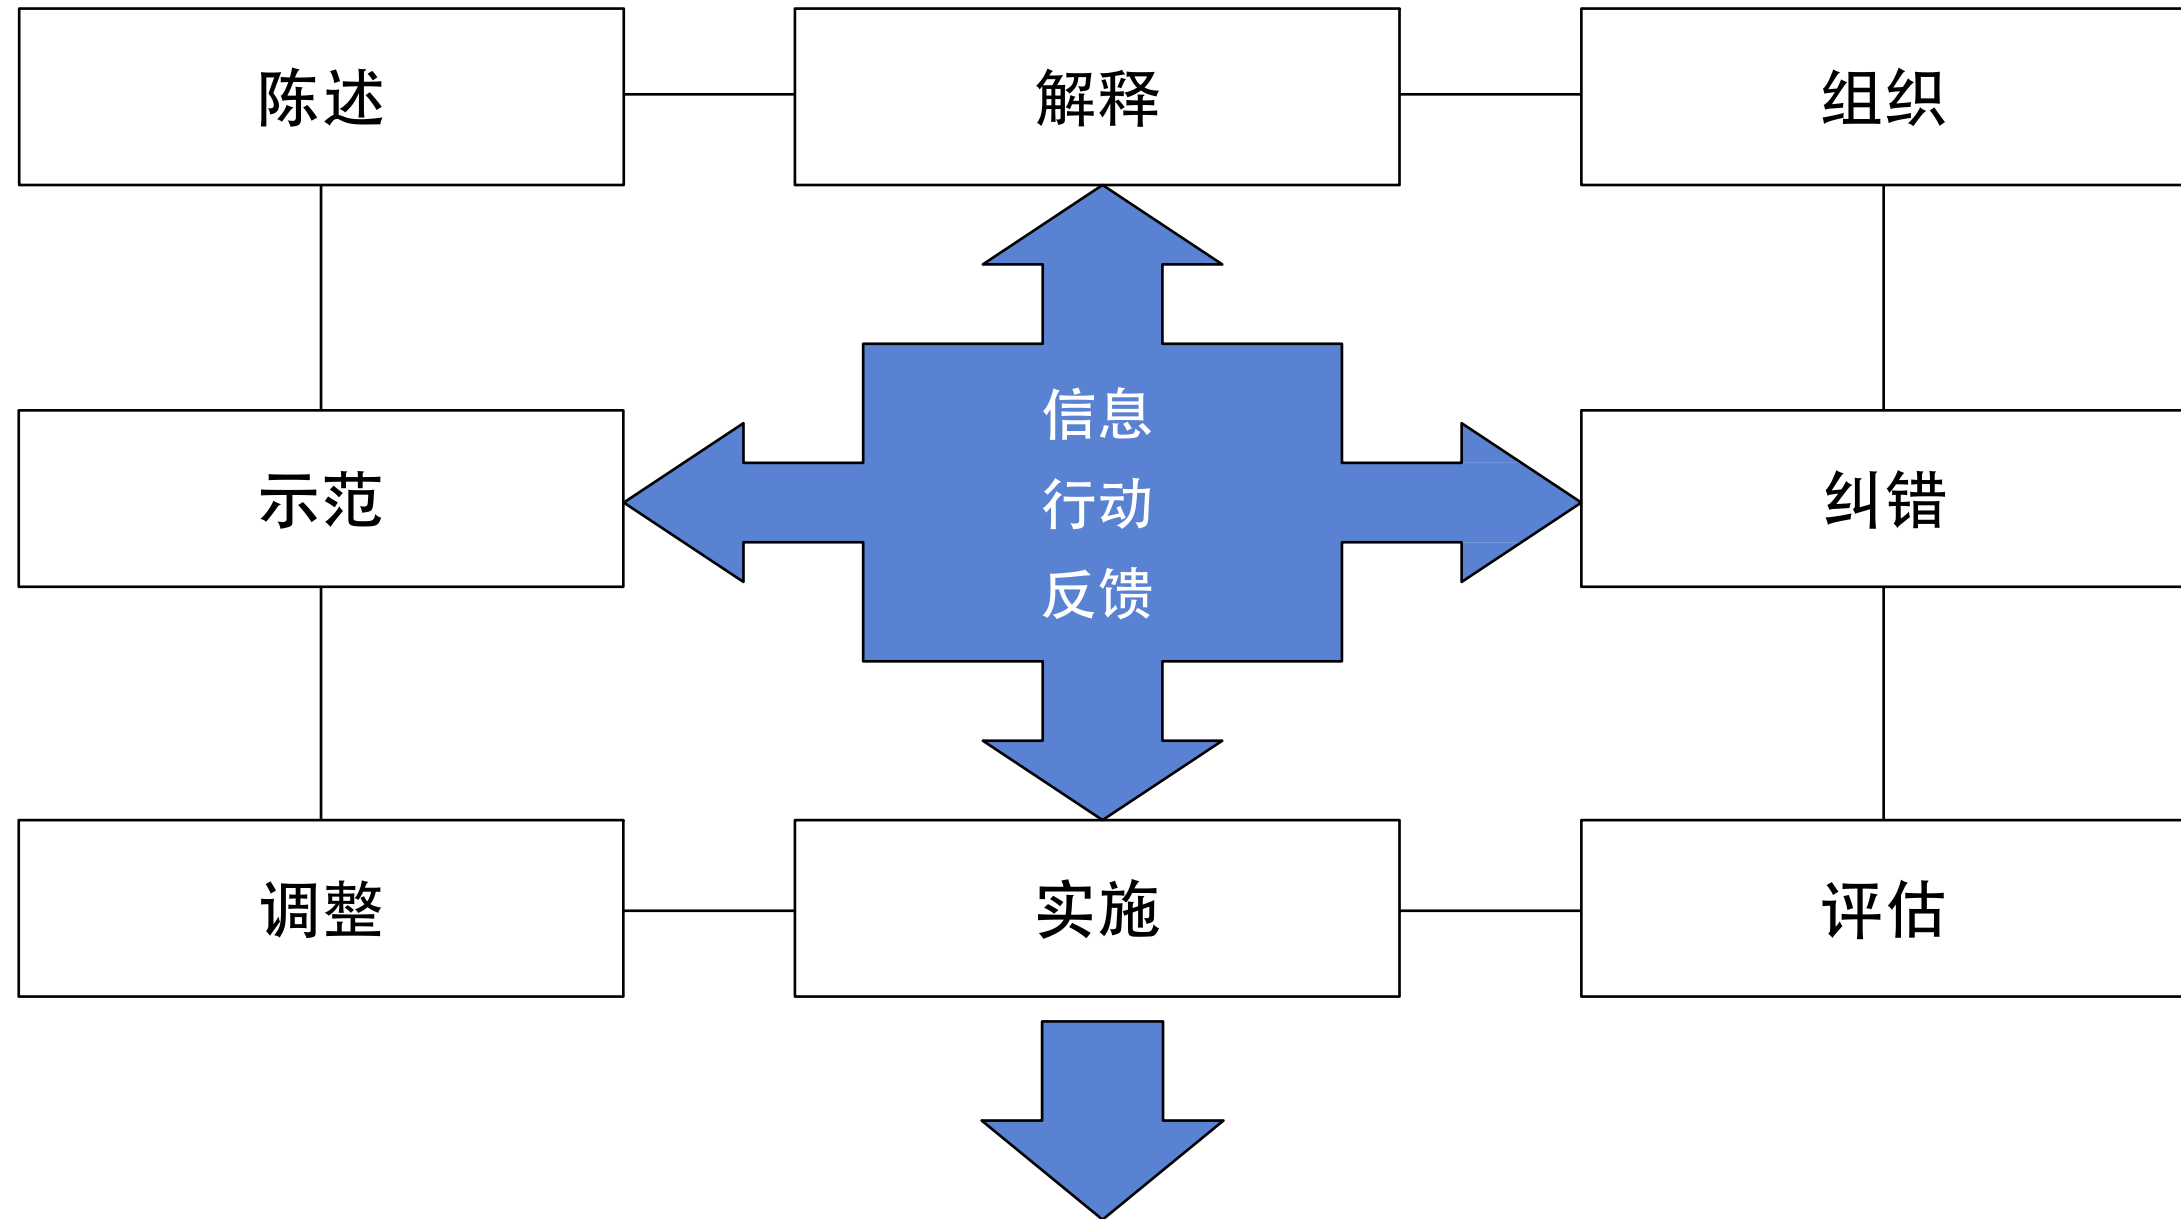 陈述
解释
组织
信息
行动
反馈
示范
纠错
调整
实施
评估